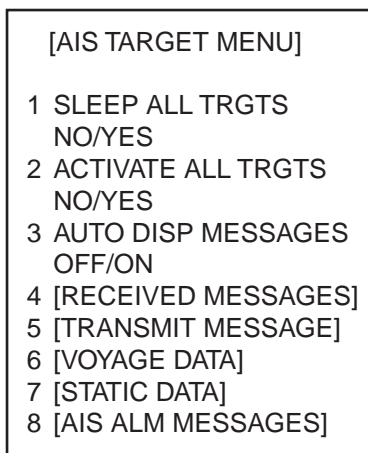 [AIS TARGET MENU]
1 SLEEP ALL TRGTS
NO/YES
2 ACTIVATE ALL TRGTS
NO/YES
3 AUTO DISP MESSAGES
OFF/ON
4 [RECEIVED MESSAGES]
5 [TRANSMIT MESSAGE]
6 [VOYAGE DATA]
7 [STATIC DATA]
8 [AIS ALM MESSAGES]